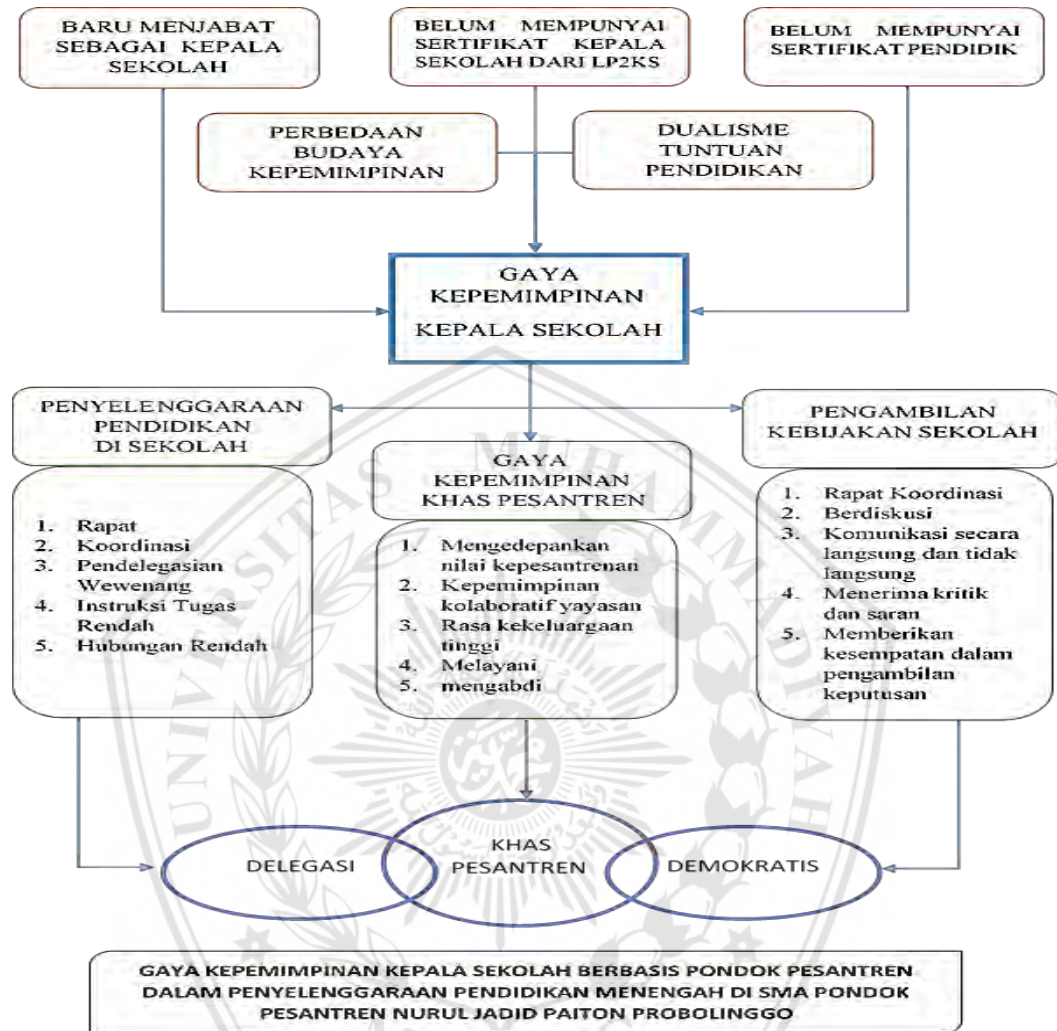 BARU MENJABAT
SEBAGAI KEPALA
SEKOLAH
BELUM MEMPUNYAI
SERTIFIKAT KEPALA
SEKOLAH DARI LP2KS
BELUM MEMPUNYAI
SERTIFIKAT PENDIDIK
PERBEDAAN
BUDAYA
KEPEMIMPINAN
DUALISME
TUNTUAN
PENDIDIKAN
GAYA
KEPEMIMPINAN
KEPALA SEKOLAH
PENYELENGGARAAN
PENDIDIKAN
DI SEKOLAH
GAYA
KEPEMIMPINAN
KHAS PESANTREN
PENGAMBILAN
KEBIJAKAN SEKOLAH
1. Rapat
2. Koordinasi
3. Pendelegasian
Wewenang
4. Instruksi Tugas
Rendah
5. Hubungan Rendah
1. Mengedepankan
nilai kepesantrenan
2. Kepemimpinan
kolaboratif yayasan
3. Rasa kekeluargaan
tinggi
4. Melayani
5. mengabdi
1. Rapat Koordinasi
2. Berdiskusi
3. Komunikasi secara
langsung dan tidak
langsung
4. Menerima kritik
dan saran
5. Memberikan
kesempatan dalam
pengambilan
keputusan
DELEGASI
KHAS
PESANTREN
DEMOKRATIS
GAYA KEPEMIMPINAN KEPALA SEKOLAH BERBASIS PONDOK PESANTREN
DALAM PENYELENGGARAAN PENDIDIKAN MENENGAH DI SMA PONDOK
PESANTREN NURUL JADID PAITON PROBOLINGGO
UNIVERSITAS MUHAMMADIYAH